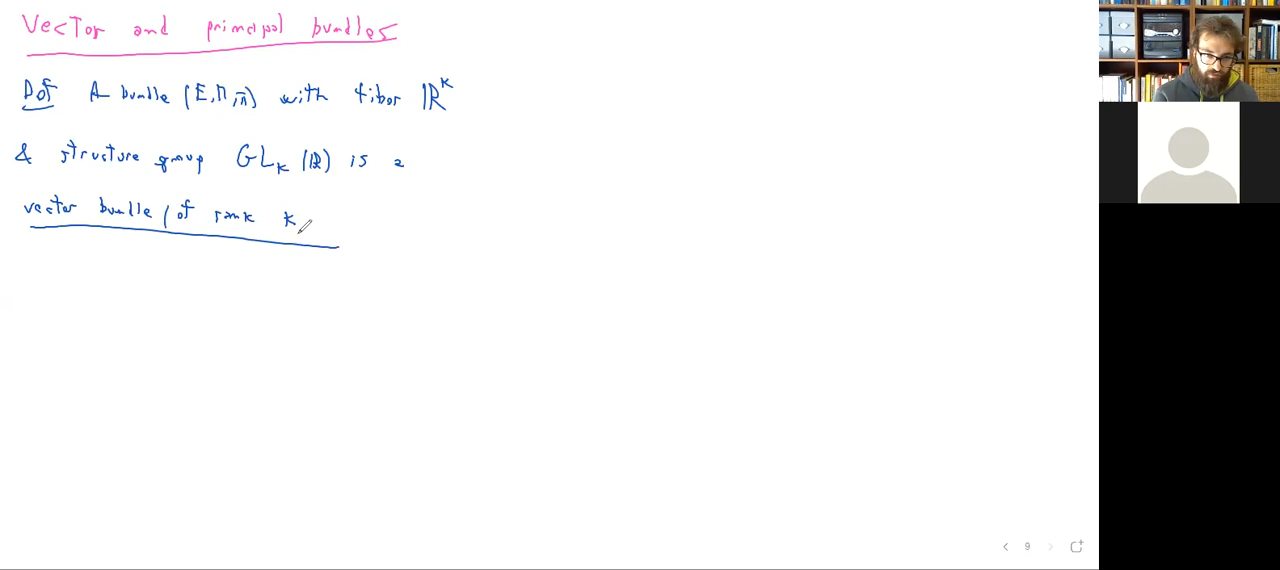 Vector and principal bundles
Def A bundle (E, M, π) with fiber ℝ^k
& structure group GL_k (ℝ) is a
vector bundle (of rank k
9